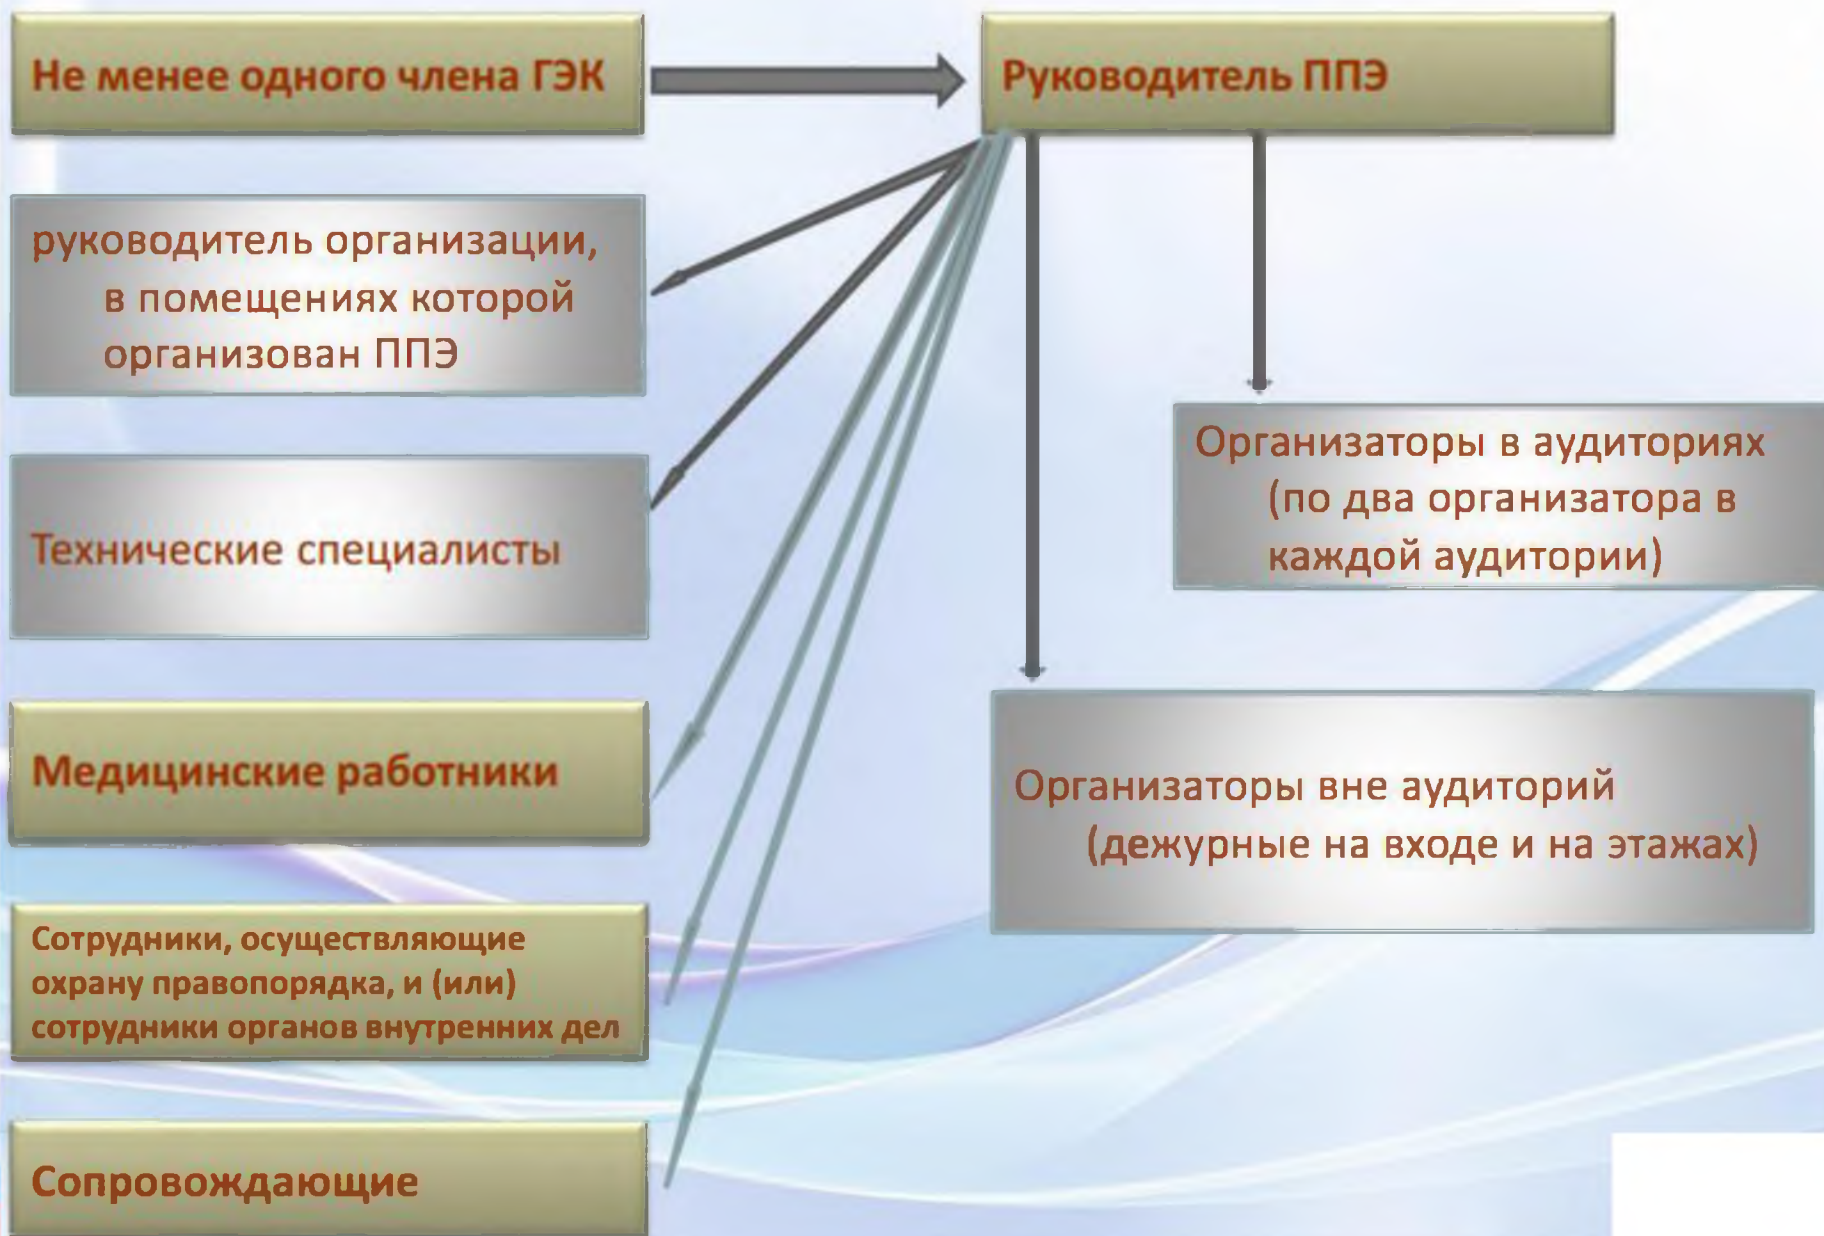 Не менее одного члена ГЭК
Руководитель ППЭ
руководитель организации,
в помещениях которой
организован ППЭ
Технические специалисты
Медицинские работники
Сотрудники, осуществляющие
охрану правопорядка, и (или)
сотрудники органов внутренних дел
Сопровождающие
Организаторы в аудиториях
(по два организатора в
каждой аудитории)
Организаторы вне аудиторий
(дежурные на входе и на этажах)